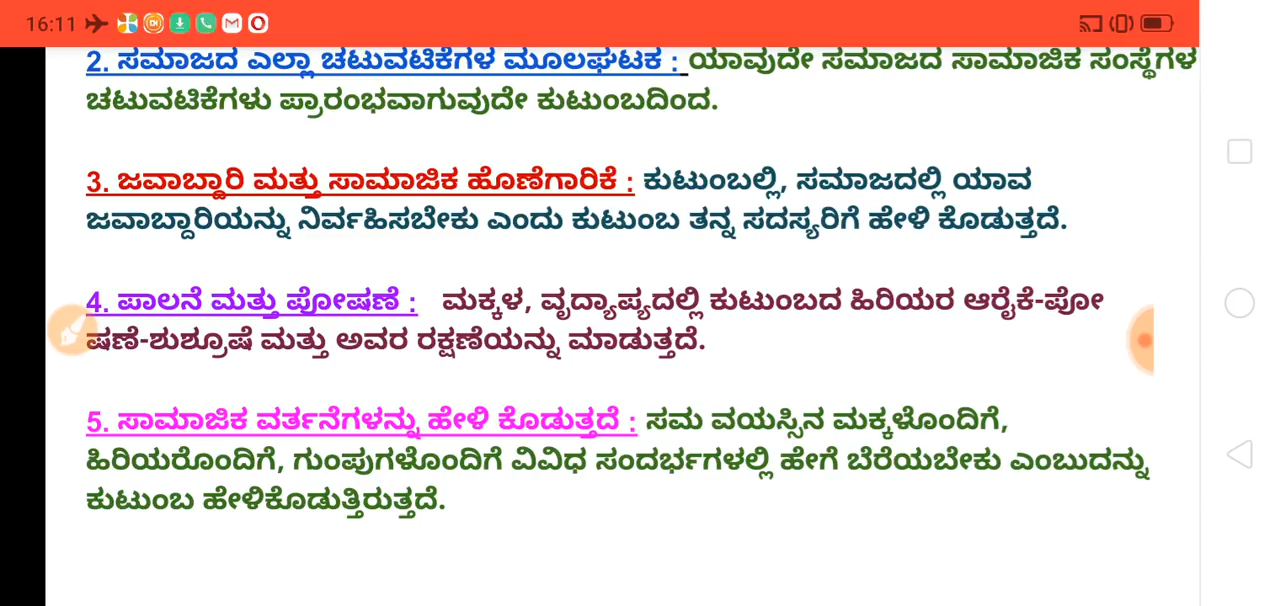 16:11
2. ಸಮಾಜದ ಎಲ್ಲಾ ಚಟುವಟಿಕೆಗಳ ಮೂಲಘಟಕ : ಯಾವುದೇ ಸಮಾಜದ ಸಾಮಾಜಿಕ ಸಂಸ್ಥೆಗಳ
ಚಟುವಟಿಕೆಗಳು ಪ್ರಾರಂಭವಾಗುವುದೇ ಕುಟುಂಬದಿಂದ.
3. ಜವಾಬ್ದಾರಿ ಮತ್ತು ಸಾಮಾಜಿಕ ಹೊಣೆಗಾರಿಕೆ : ಕುಟುಂಬಲ್ಲಿ, ಸಮಾಜದಲ್ಲಿ ಯಾವ
ಜವಾಬ್ದಾರಿಯನ್ನು ನಿರ್ವಹಿಸಬೇಕು ಎಂದು ಕುಟುಂಬ ತನ್ನ ಸದಸ್ಯರಿಗೆ ಹೇಳಿ ಕೊಡುತ್ತದೆ.
4. ಪಾಲನೆ ಮತ್ತು ಪೋಷಣೆ : ಮಕ್ಕಳ, ವೃದ್ಯಾಪ್ಯದಲ್ಲಿ ಕುಟುಂಬದ ಹಿರಿಯರ ಆರೈಕೆ-ಪೋ
ಷಣೆ-ಶುಶ್ರೂಷೆ ಮತ್ತು ಅವರ ರಕ್ಷಣೆಯನ್ನು ಮಾಡುತ್ತದೆ.
5. ಸಾಮಾಜಿಕ ವರ್ತನೆಗಳನ್ನು ಹೇಳಿ ಕೊಡುತ್ತದೆ : ಸಮ ವಯಸ್ಸಿನ ಮಕ್ಕಳೊಂದಿಗೆ,
ಹಿರಿಯರೊಂದಿಗೆ, ಗುಂಪುಗಳೊಂದಿಗೆ ವಿವಿಧ ಸಂದರ್ಭಗಳಲ್ಲಿ ಹೇಗೆ ಬೆರೆಯಬೇಕು ಎಂಬುದನ್ನು
ಕುಟುಂಬ ಹೇಳಿಕೊಡುತ್ತಿರುತ್ತದೆ.